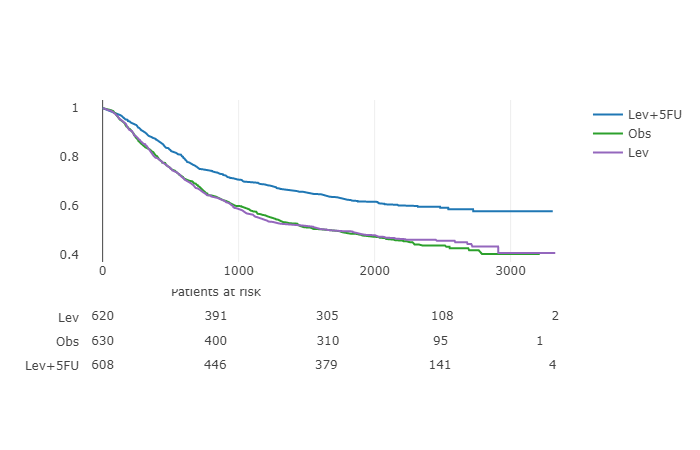 1
0.8
0.6
0.4
0 1000 2000 3000
Lev+5FU
Obs
Lev
Patients at risk
Lev 620 391 305 108 2
Obs 630 400 310 95 1
Lev+5FU 608 446 379 141 4